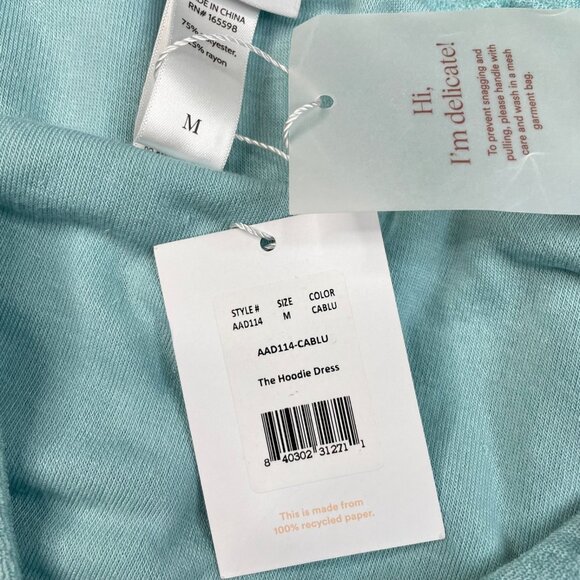 IN CHINA
RN# 165598
75% polyester.
rayon
M
Hi,
I'm delicate!
To prevent snagging and
pulling, please handle with
care and wash in a mesh
garment bag.
STYLE # SIZE COLOR
AAD114 M CABLU
AAD114-CABLU
The Hoodie Dress
8 40302 31271 1
This is made from
100% recycled paper.